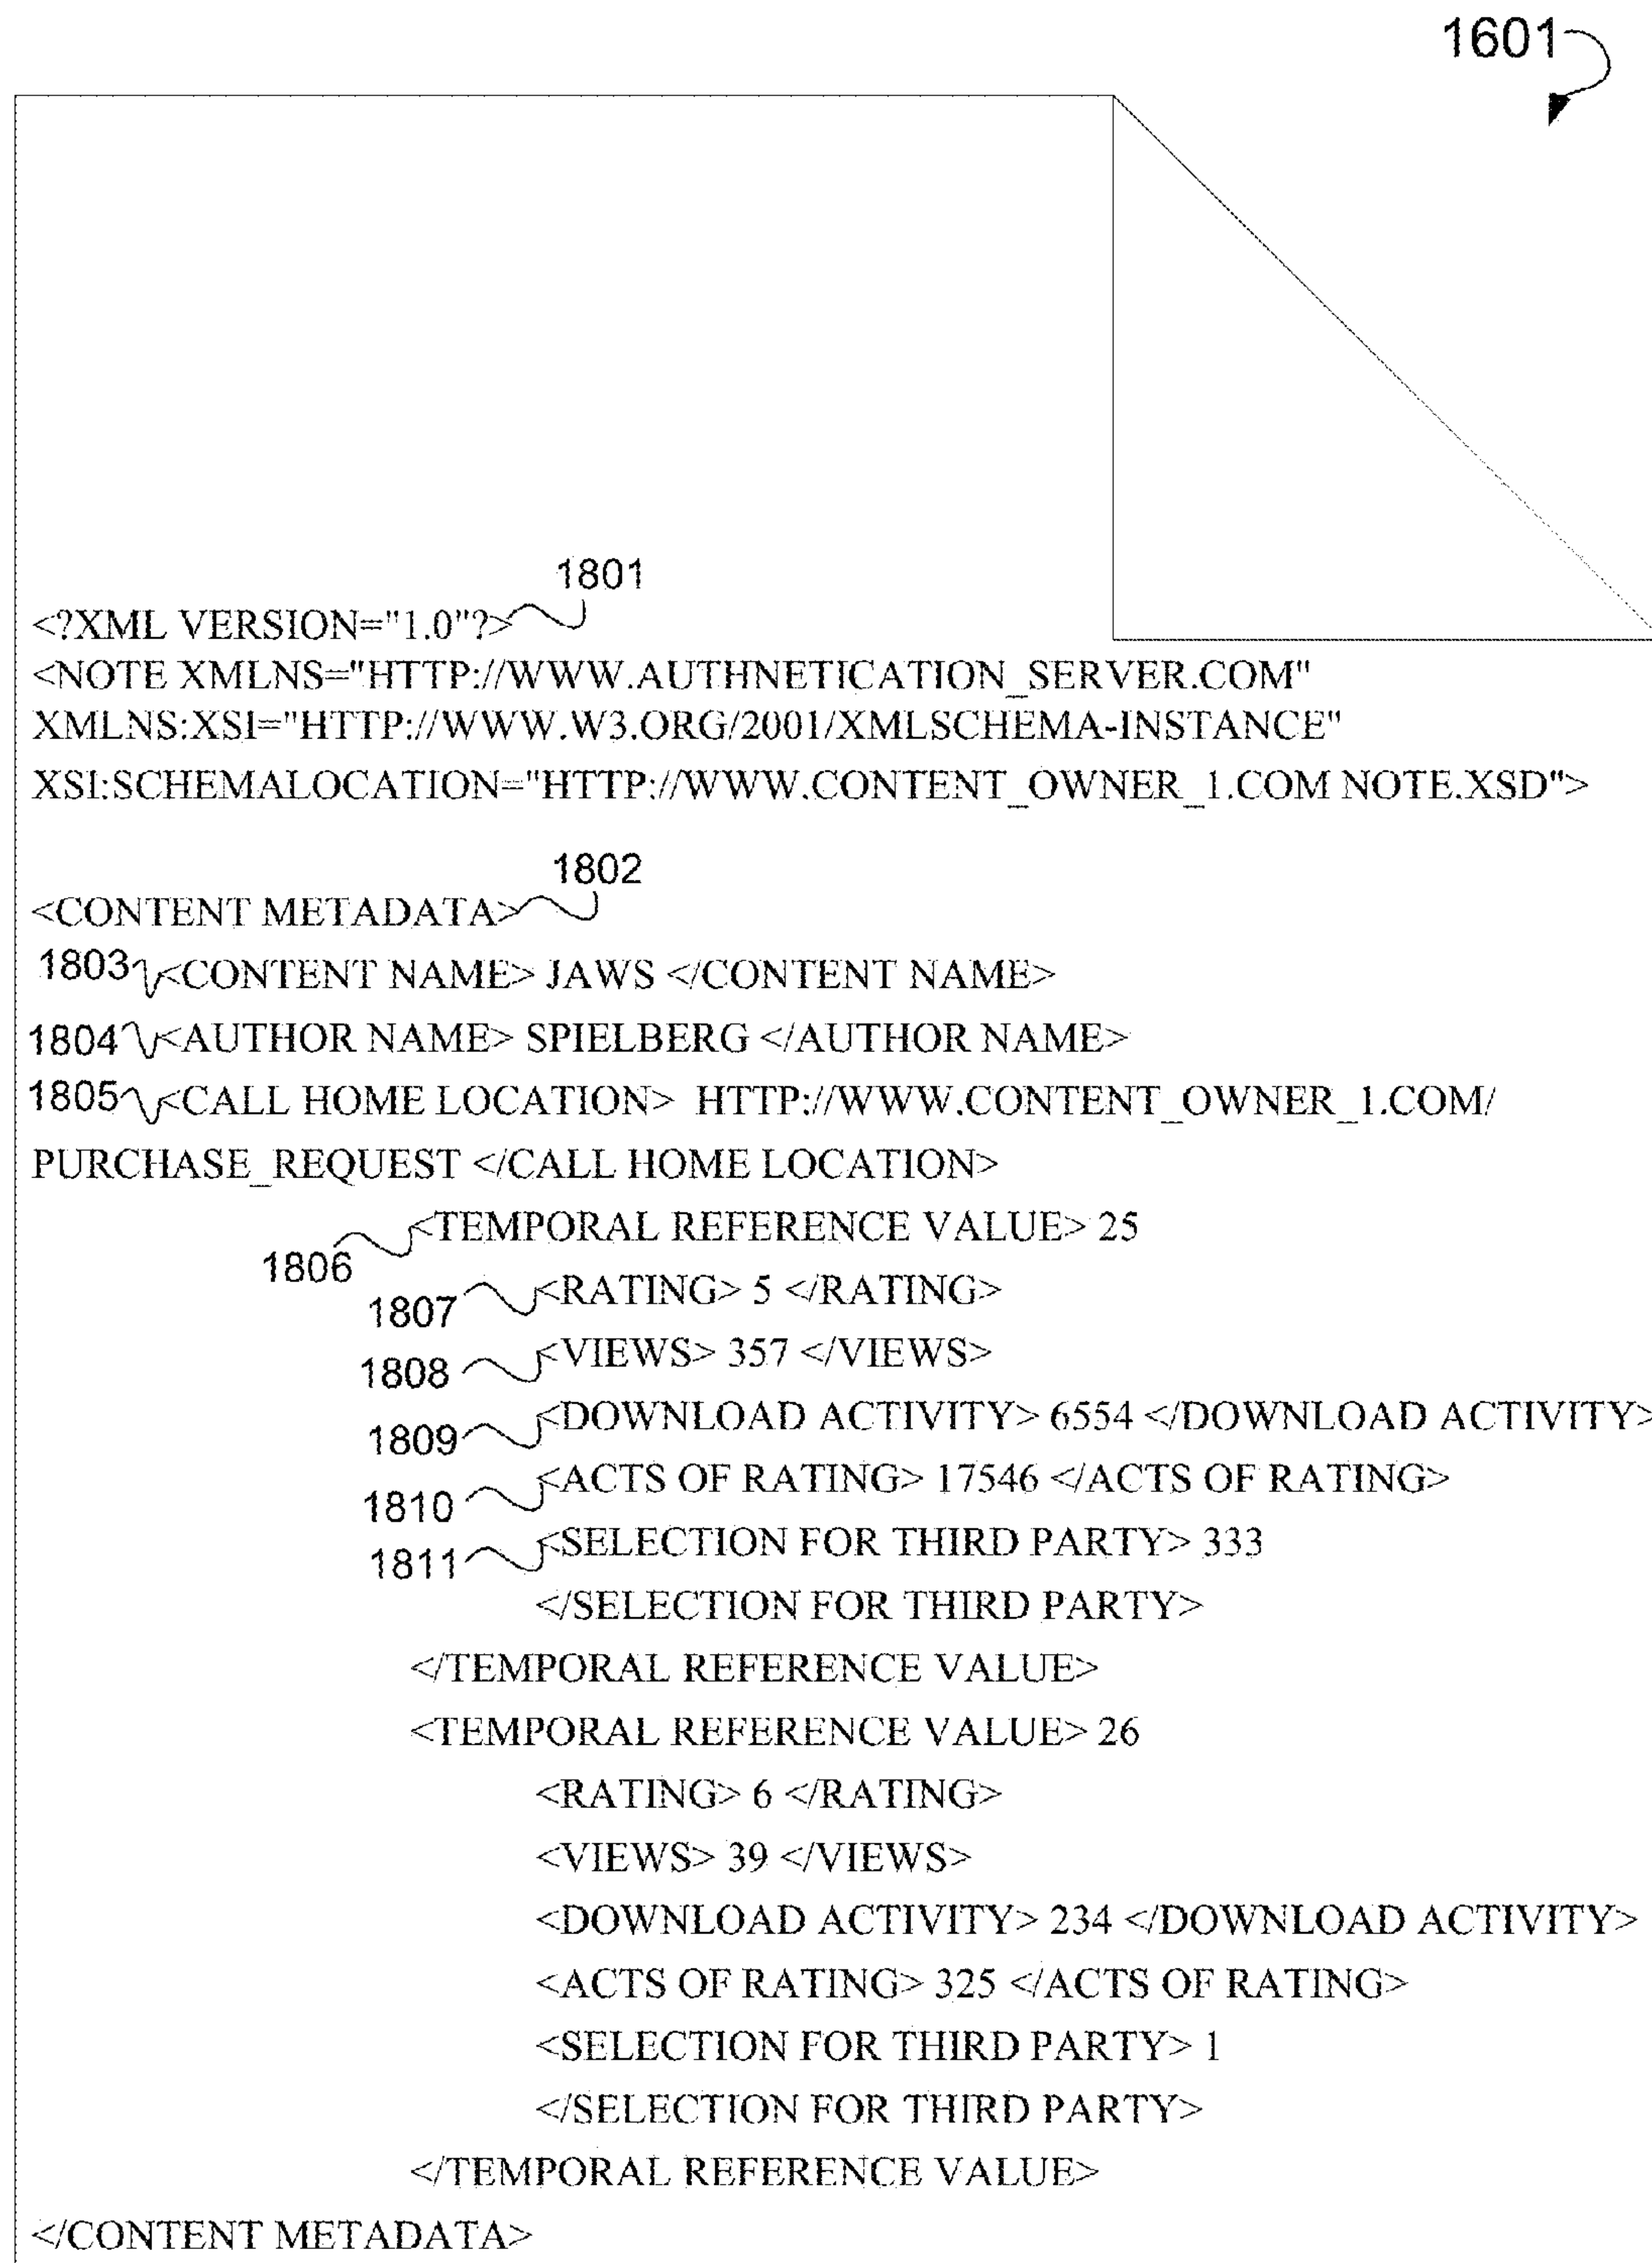 1601
1801
<?XML VERSION="1.0"?>
<NOTE XMLNS="HTTP://WWW.AUTHNETICATION_SERVER.COM"
XMLNS:XSI="HTTP://WWW.W3.ORG/2001/XMLSCHEMA-INSTANCE"
XSI:SCHEMALOCATION="HTTP://WWW.CONTENT_OWNER_1.COM NOTE.XSD">
1802
<CONTENT METADATA>
1803 <CONTENT NAME> JAWS </CONTENT NAME>
1804 <AUTHOR NAME> SPIELBERG </AUTHOR NAME>
1805 <CALL HOME LOCATION> HTTP://WWW.CONTENT_OWNER_1.COM/
PURCHASE_REQUEST </CALL HOME LOCATION>
1806 <TEMPORAL REFERENCE VALUE> 25
1807 <RATING> 5 </RATING>
1808 <VIEWS> 357 </VIEWS>
1809 <DOWNLOAD ACTIVITY> 6554 </DOWNLOAD ACTIVITY>
1810 <ACTS OF RATING> 17546 </ACTS OF RATING>
1811 <SELECTION FOR THIRD PARTY> 333
</SELECTION FOR THIRD PARTY>
</TEMPORAL REFERENCE VALUE>
<TEMPORAL REFERENCE VALUE> 26
<RATING> 6 </RATING>
<VIEWS> 39 </VIEWS>
<DOWNLOAD ACTIVITY> 234 </DOWNLOAD ACTIVITY>
<ACTS OF RATING> 325 </ACTS OF RATING>
<SELECTION FOR THIRD PARTY> 1
</SELECTION FOR THIRD PARTY>
</TEMPORAL REFERENCE VALUE>
</CONTENT METADATA>